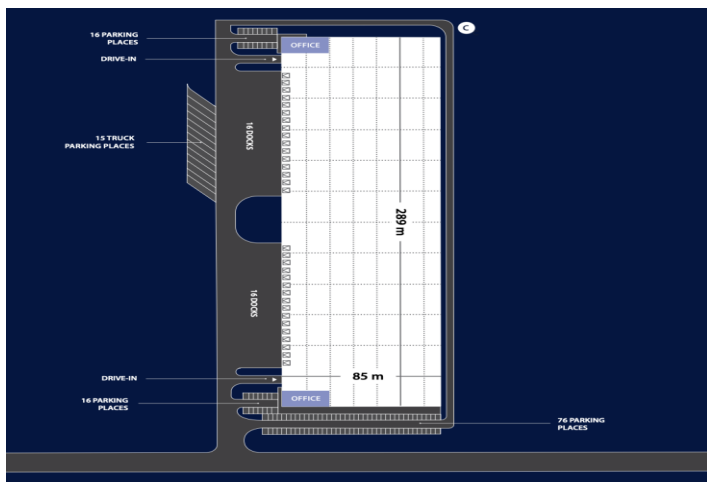 16 PARKING
PLACES
OFFICE
C
DRIVE-IN
15 TRUCK
PARKING PLACES
16 DOCKS
289 m
16 DOCKS
DRIVE-IN
85 m
16 PARKING
PLACES
OFFICE
76 PARKING
PLACES